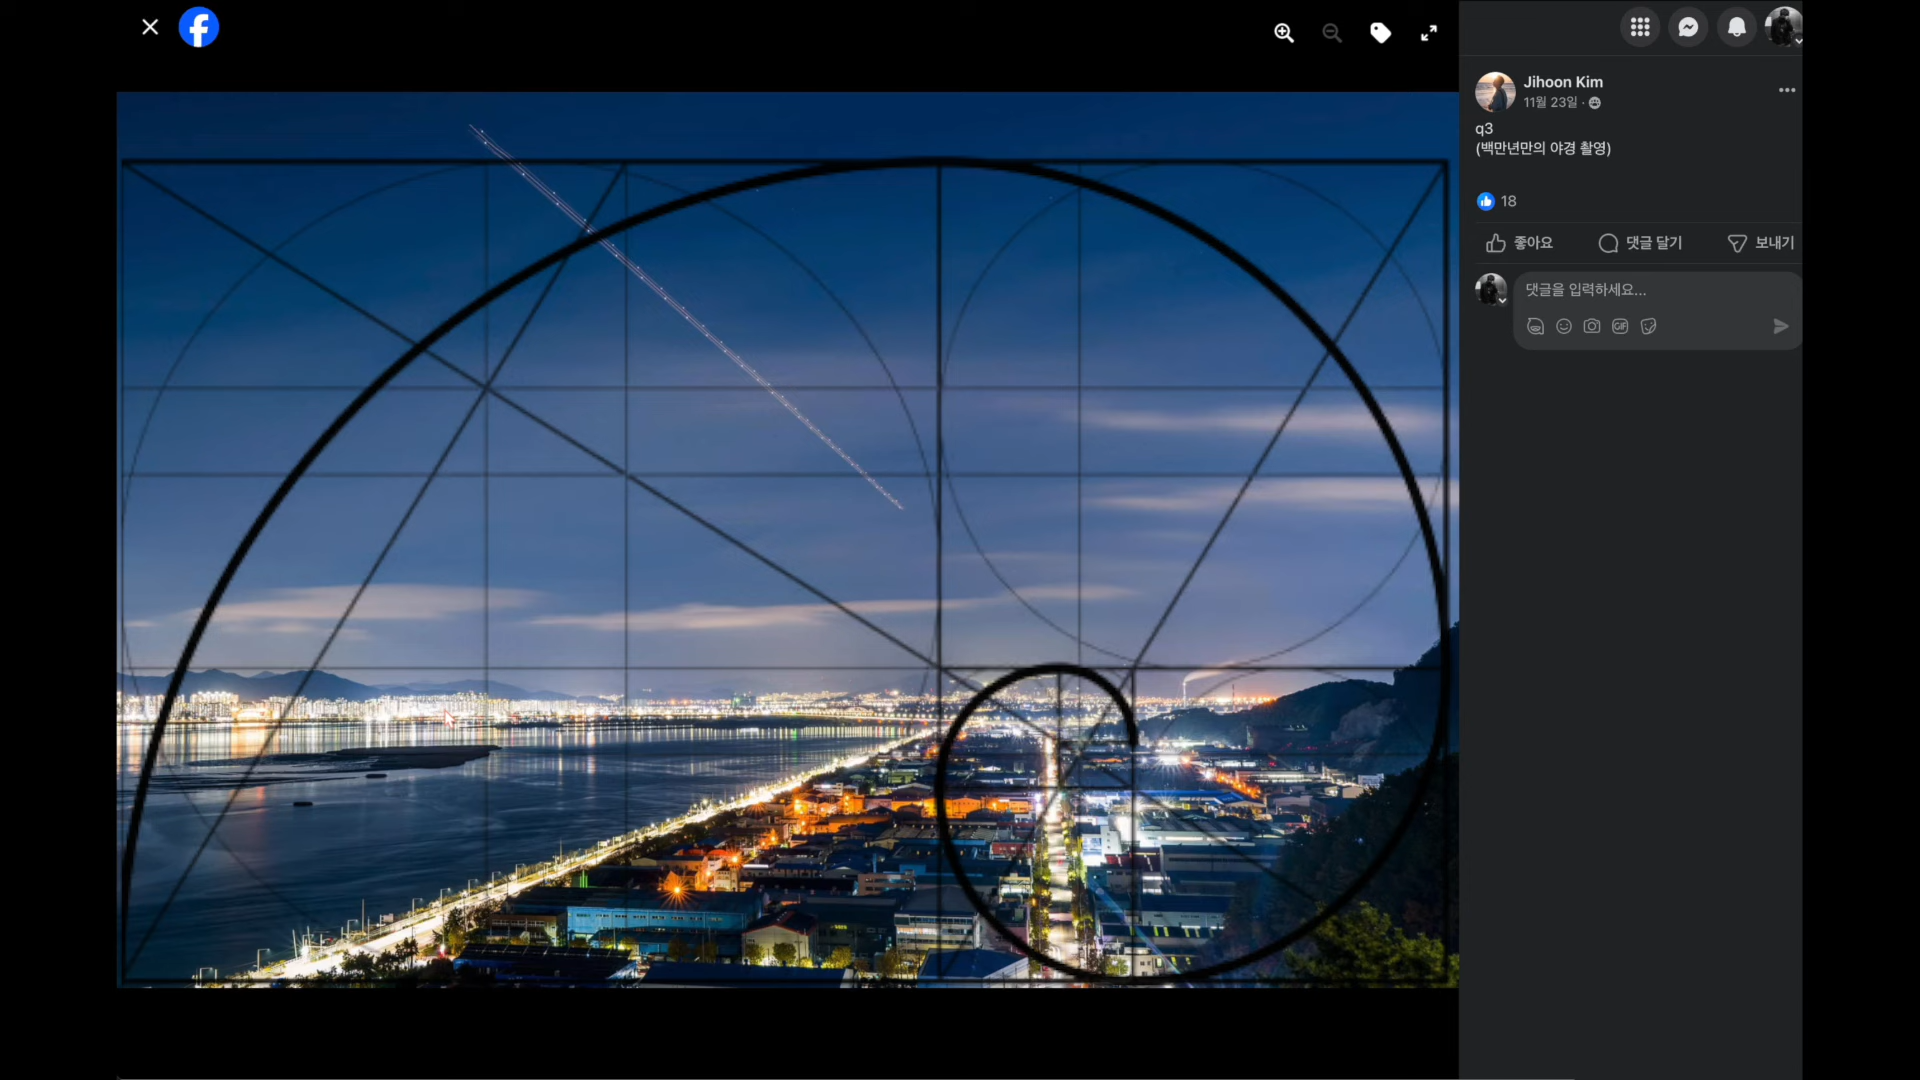 Jihoon Kim
11월 23일 ·
q3
(백만년만의 야경 촬영)
18
좋아요
댓글 달기
보내기
댓글을 입력하세요...
GIF